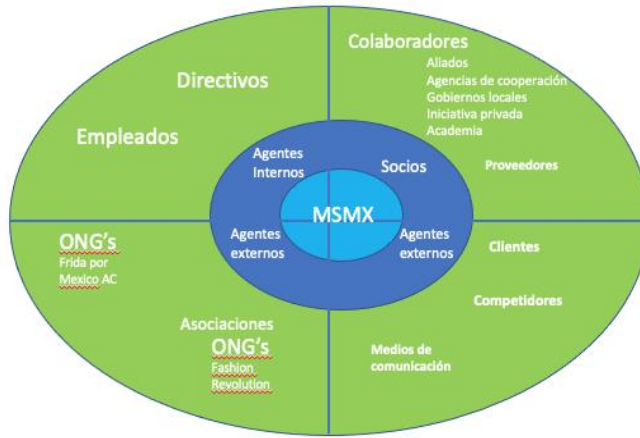 Directivos
Empleados
Colaboradores
Aliados
Agencias de cooperación
Gobiernos locales
Iniciativa privada
Academia
Proveedores
Agentes
Internos
Socios
MSMX
Agentes
externos
Agentes
externos
ONG's
Frida por
Mexico AC
Asociaciones
ONG's
Fashion
Revolution
Clientes
Competidores
Medios de
comunicación